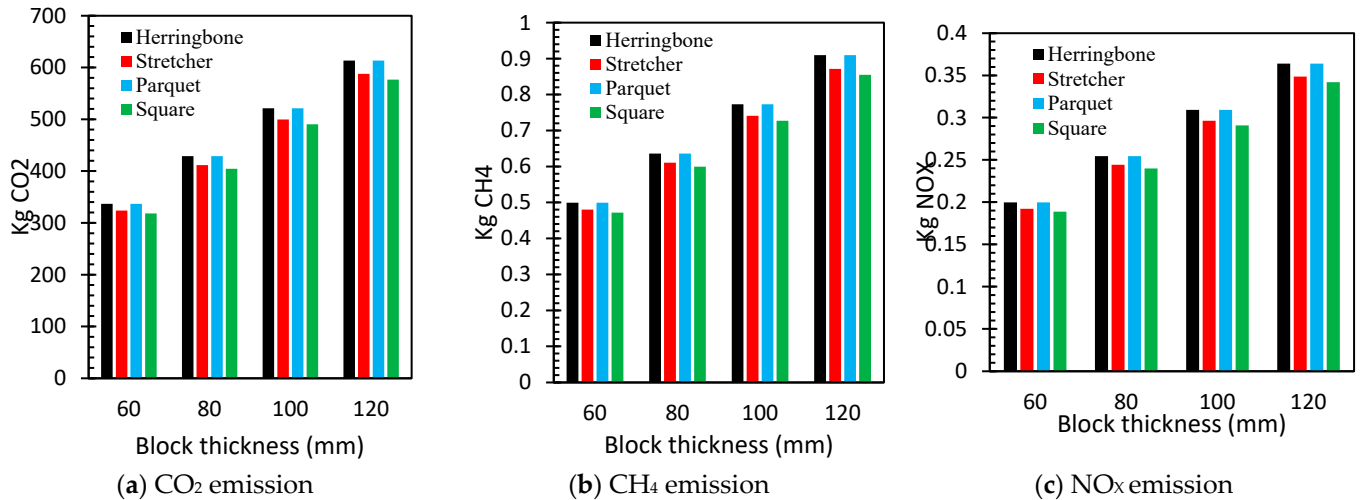 700
600
500
400
300
200
100
0
Kg CO2
Herringbone
Stretcher
Parquet
Square
60 80 100 120
Block thickness (mm)
(a) CO₂ emission
1
0.9
0.8
0.7
0.6
0.5
0.4
0.3
0.2
0.1
0
Kg CH4
Herringbone
Stretcher
Parquet
Square
60 80 100 120
Block thickness (mm)
(b) CH₄ emission
0.4
0.35
0.3
0.25
0.2
0.15
0.1
0.05
0
Kg NOX
Herringbone
Stretcher
Parquet
Square
60 80 100 120
Block thickness (mm)
(c) NOₓ emission